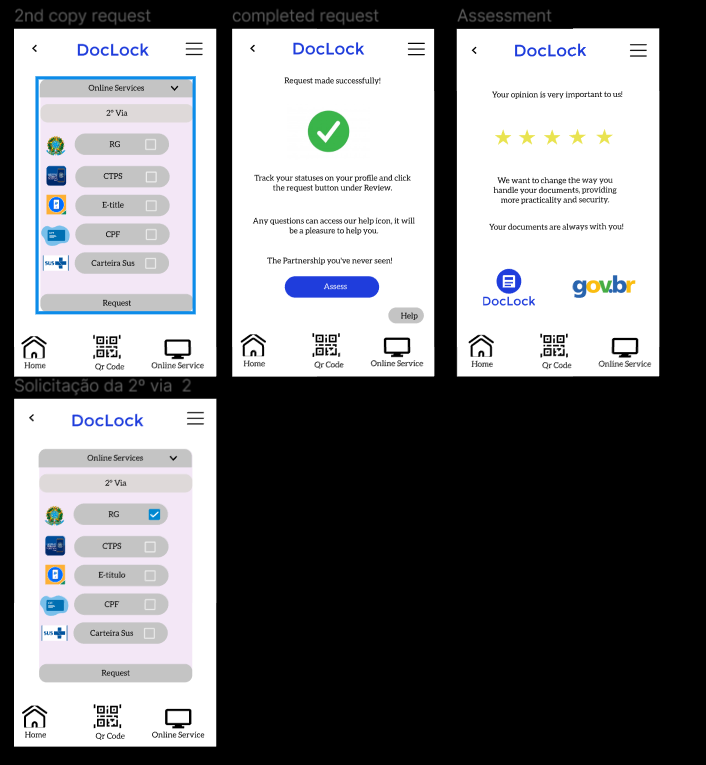 2nd copy request
DocLock
Online Services
2º Via
RG
CTPS
E-title
CPF
SUS
Carteira Sus
Request
Home
Qr Code
Online Service
completed request
DocLock
Request made successfully!
Track your statuses on your profile and click
the request button under Review.
Any questions can access our help icon, it will
be a pleasure to help you.
The Partnership you've never seen!
Assess
Help
Home
Qr Code
Online Service
Assessment
DocLock
Your opinion is very important to us!
We want to change the way you
handle your documents, providing
more practicality and security.
Your documents are always with you!
DocLock
gov.br
Home
Qr Code
Online Service
Solicitação da 2º via 2
DocLock
Online Services
2º Via
RG
CTPS
E-título
CPF
SUS
Carteira Sus
Request
Home
Qr Code
Online Service